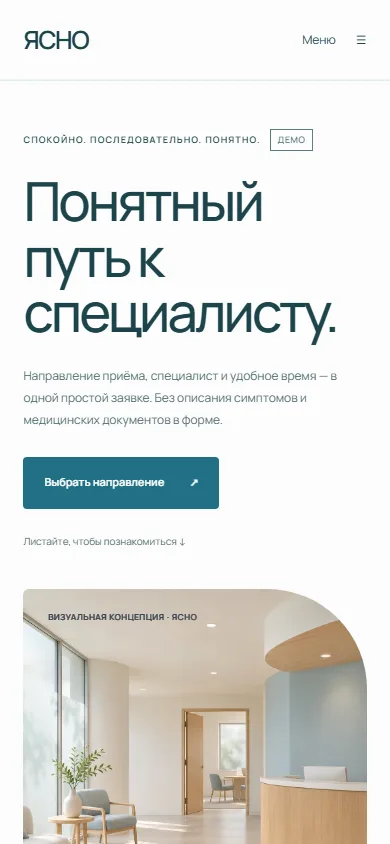 ЯСНО
Меню ☰
СПОКОЙНО. ПОСЛЕДОВАТЕЛЬНО. ПОНЯТНО. ДЕМО
Понятный
путь к
специалисту.
Направление приёма, специалист и удобное время — в
одной простой заявке. Без описания симптомов и
медицинских документов в форме.
Выбрать направление ↗
Листайте, чтобы познакомиться ↓
ВИЗУАЛЬНАЯ КОНЦЕПЦИЯ · ЯСНО